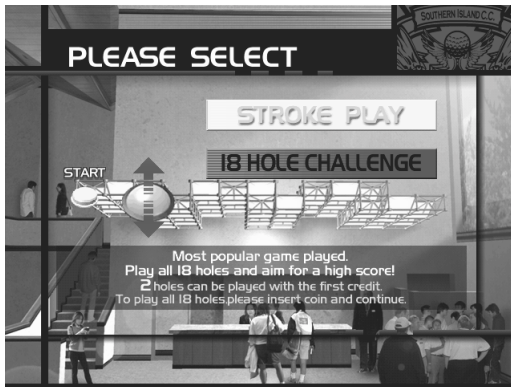 PLEASE SELECT
SOUTHERN ISLAND C.C.
STROKE PLAY
18 HOLE CHALLENGE
START
Most popular game played.
Play all 18 holes and aim for a high score!
2 holes can be played with the first credit.
To play all 18 holes,please insert coin and continue.